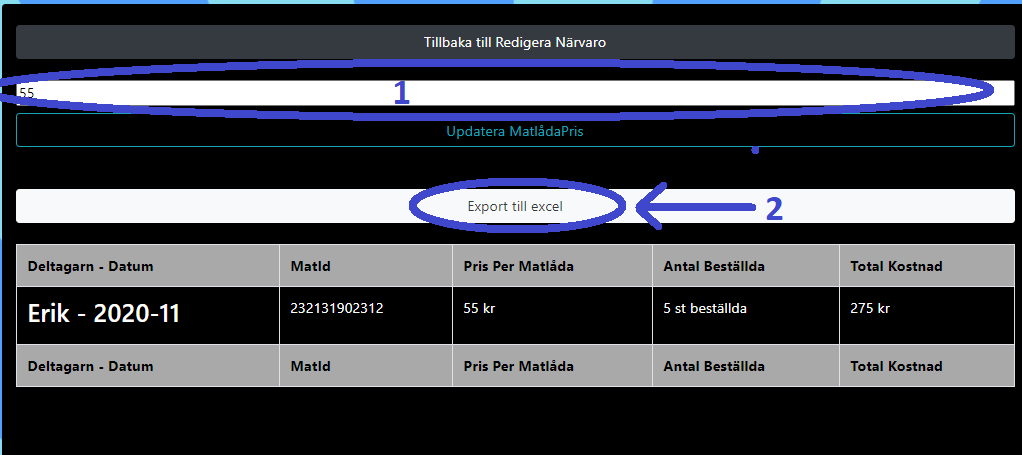 Tillbaka till Redigera Närvaro
55 1
Updatera MatlådaPris
Export till excel 2
Deltagarn - Datum MatId Pris Per Matlåda Antal Beställda Total Kostnad
Erik - 2020-11 232131902312 55 kr 5 st beställda 275 kr
Deltagarn - Datum MatId Pris Per Matlåda Antal Beställda Total Kostnad